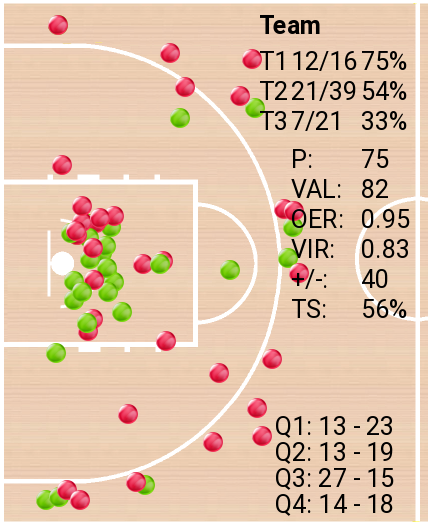 Team
T1 12/16 75%
T2 21/39 54%
T3 7/21 33%
P: 75
VAL: 82
OER: 0.95
VIR: 0.83
+/-: 40
TS: 56%
Q1: 13 - 23
Q2: 13 - 19
Q3: 27 - 15
Q4: 14 - 18